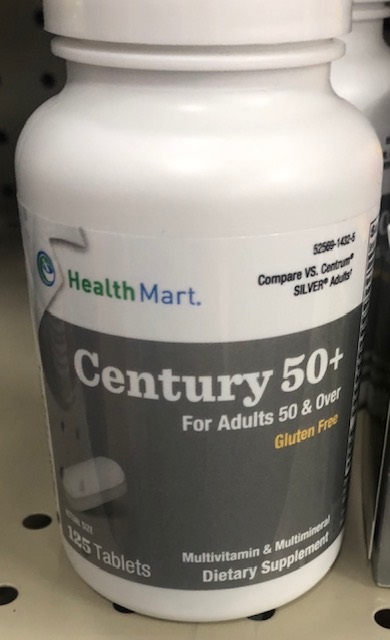 52569-1432-5
Compare VS. Centrum®
SILVER® Adults†
Health Mart.
Century 50+
For Adults 50 & Over
Gluten Free
SIZE
125 Tablets
Multivitamin & Multimineral
Dietary Supplement